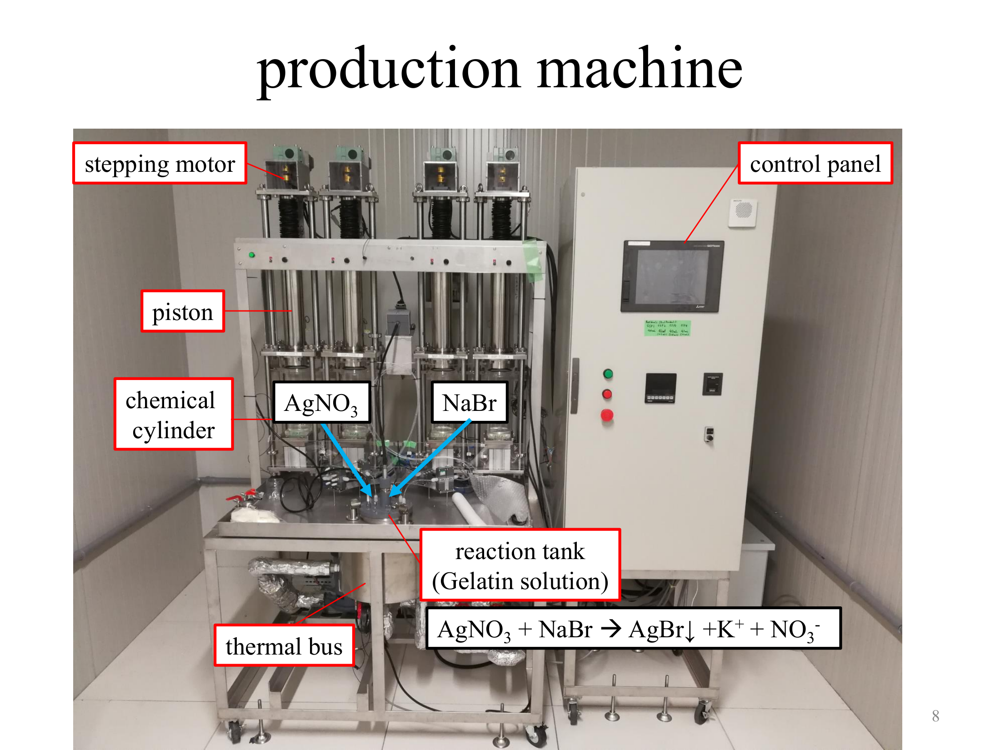 production machine
stepping motor
control panel
piston
chemical
cylinder
AgNO₃
NaBr
reaction tank
(Gelatin solution)
AgNO₃ + NaBr → AgBr↓ +K⁺ + NO₃⁻
thermal bus
8